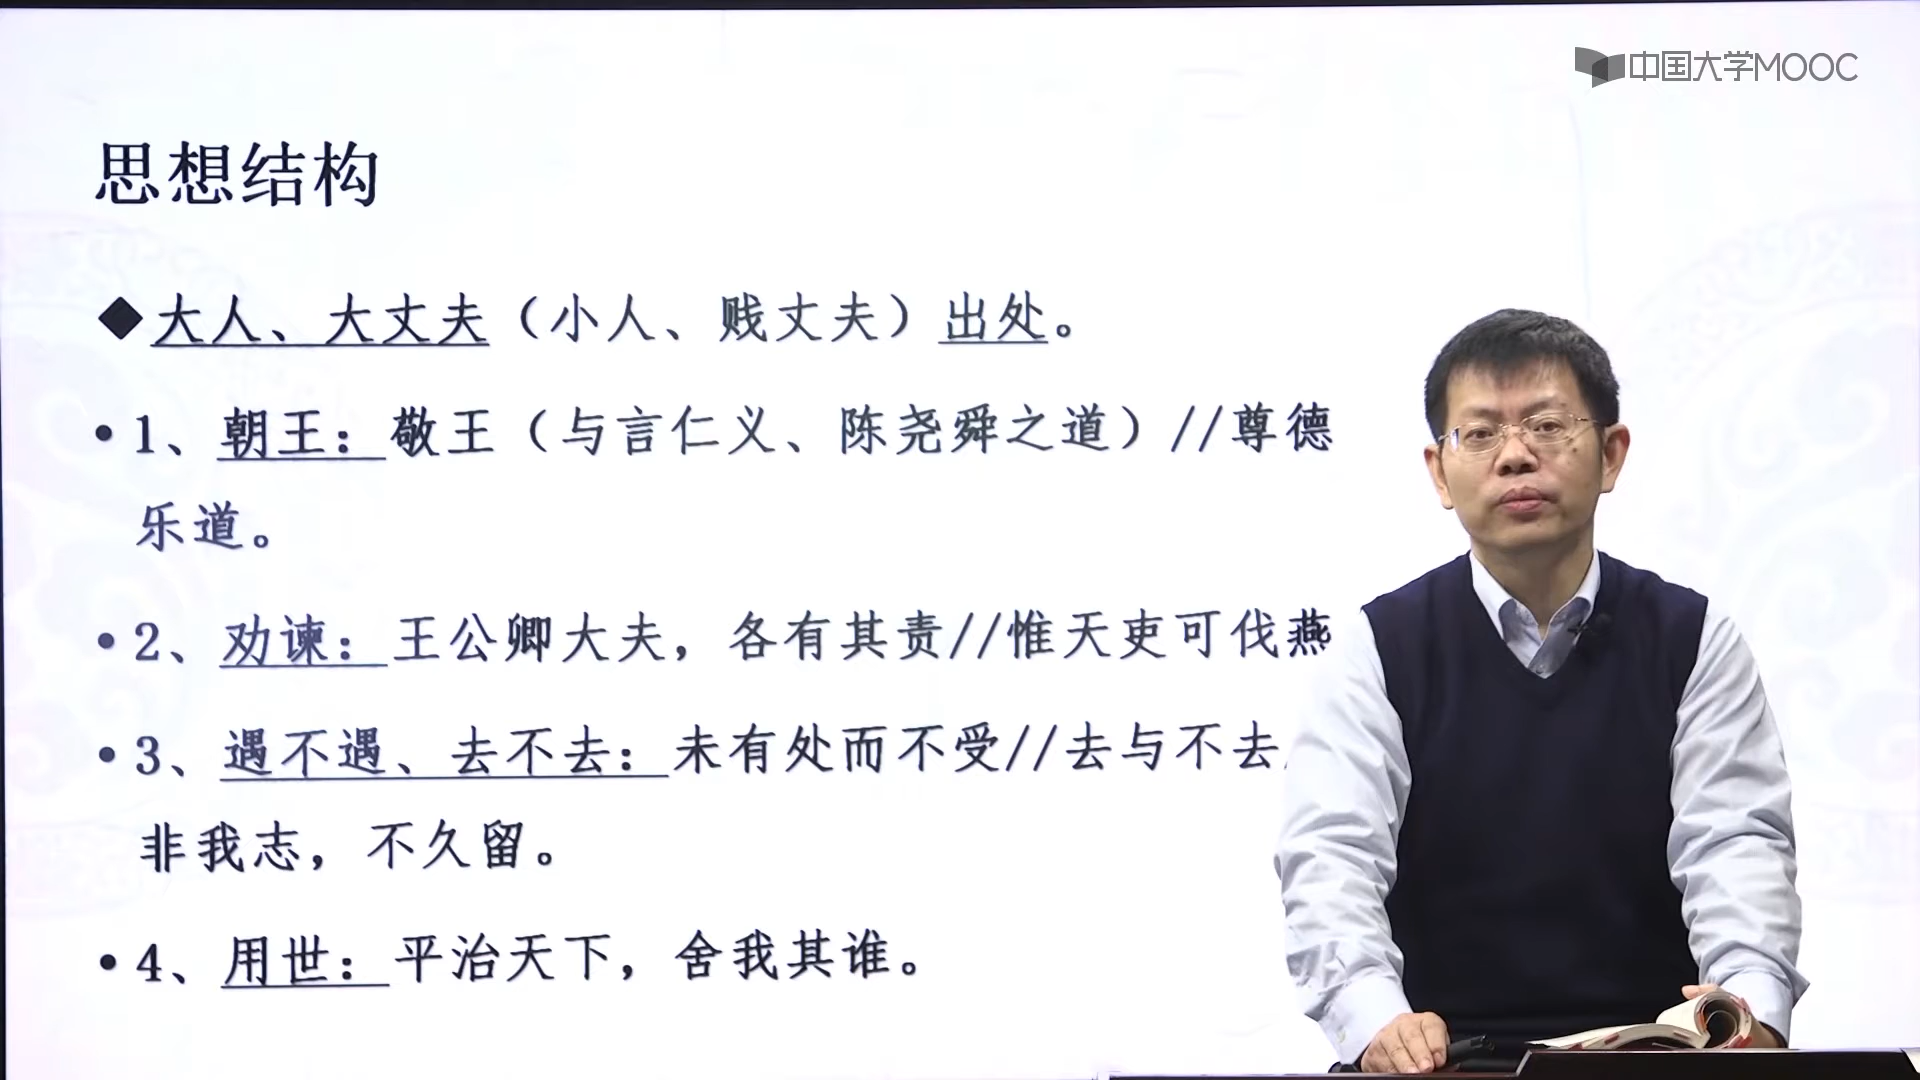 中国大学MOOC
思想结构
◆大人、大丈夫（小人、贱丈夫）出处。
• 1、朝王：敬王（与言仁义、陈尧舜之道）//尊德
乐道。
• 2、劝谏：王公卿大夫，各有其责//惟天吏可伐燕
• 3、遇不遇、去不去：未有处而不受//去与不去
非我志，不久留。
• 4、用世：平治天下，舍我其谁。